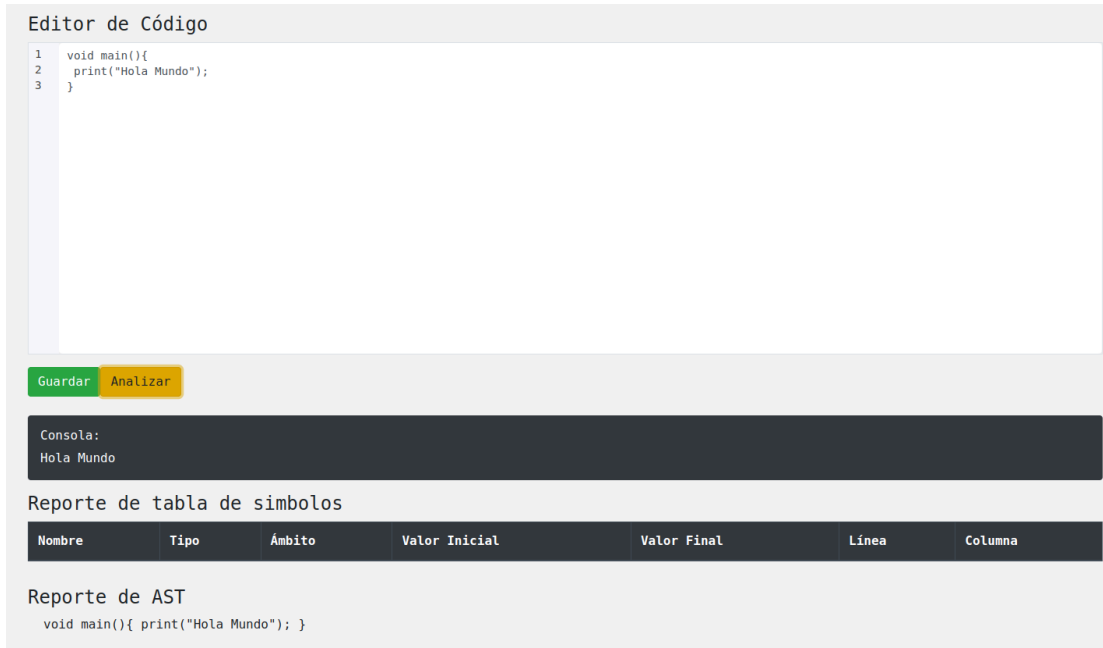 Editor de Código
1 void main(){
2 print("Hola Mundo");
3 }
Guardar Analizar
Consola:
Hola Mundo
Reporte de tabla de simbolos
Nombre Tipo Ámbito Valor Inicial Valor Final Línea Columna
Reporte de AST
void main(){ print("Hola Mundo"); }